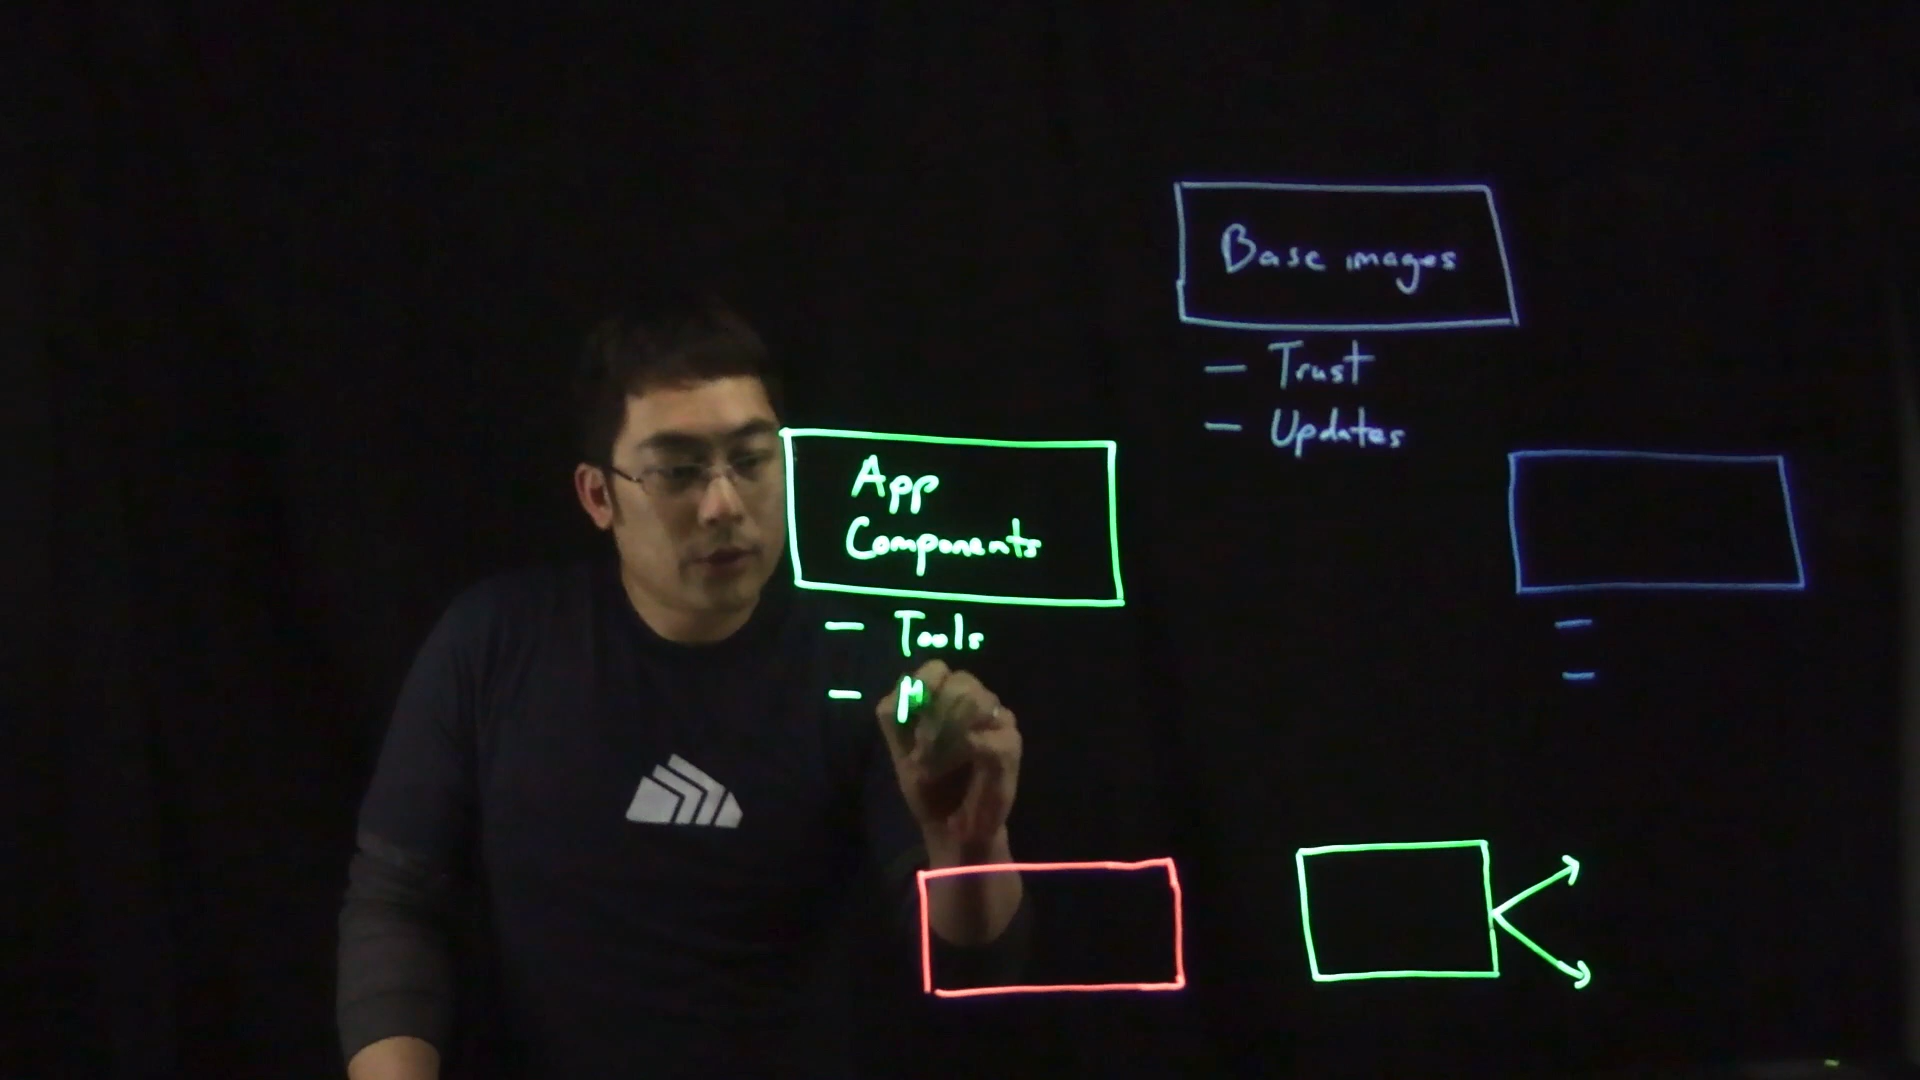 Base images
– Trust
– Updates
App
Components
– Tools
– M